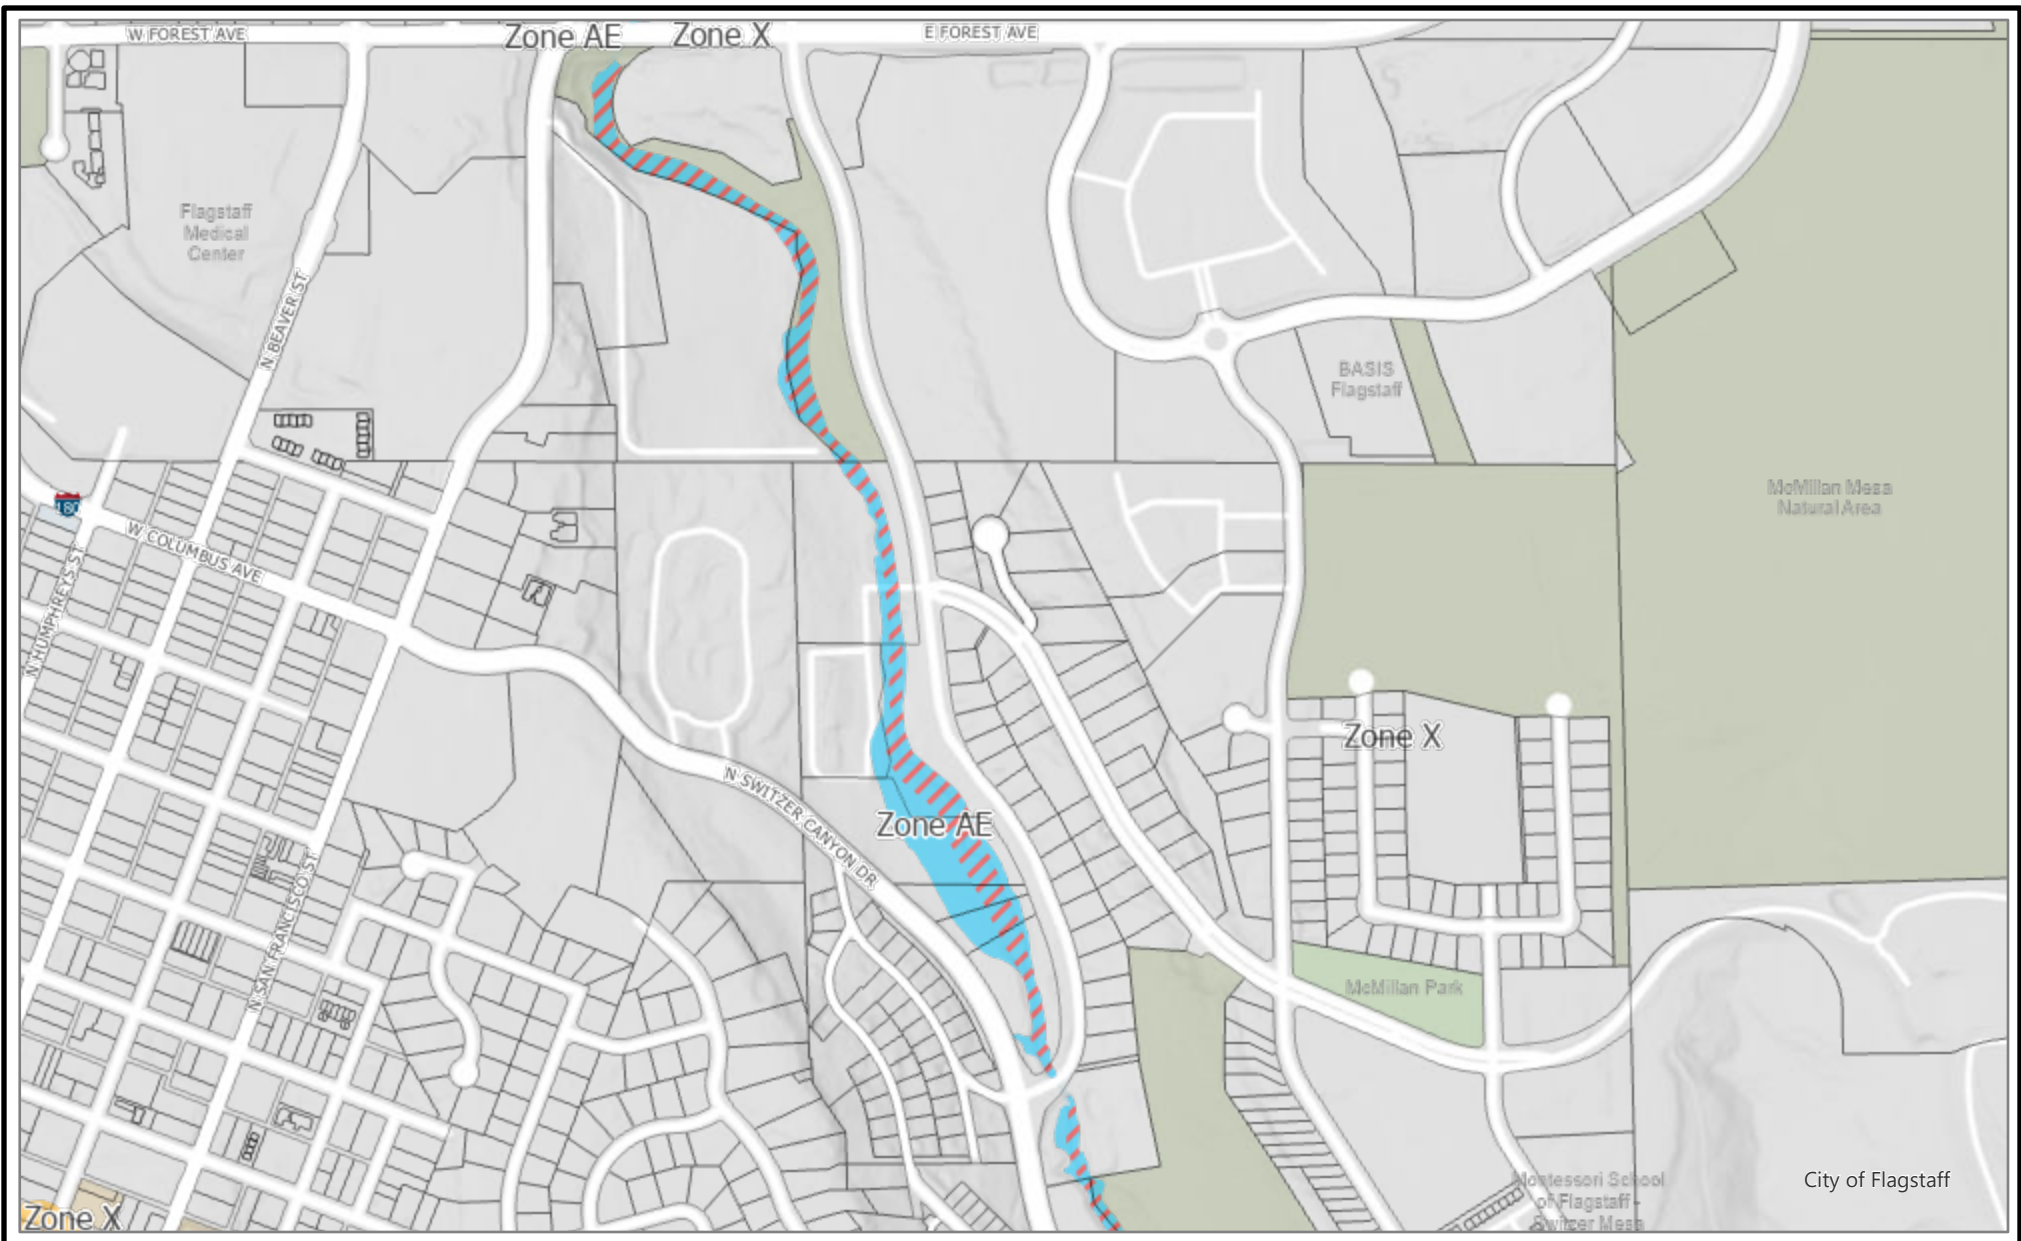 W FOREST AVE
Zone AE
Zone X
E FOREST AVE
Flagstaff
Medical
Center
N BEAVER ST
BASIS
Flagstaff
McMillan Mesa
Natural Area
180
W COLUMBUS AVE
N HUMPHREYS ST
Zone X
N SWITZER CANYON DR
Zone AE
N SAN FRANCISCO ST
McMillan Park
Montessori School
of Flagstaff -
Switzer Mesa
City of Flagstaff
Zone X